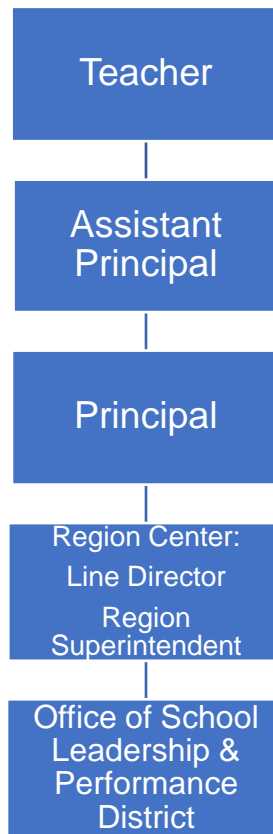 Teacher
Assistant
Principal
Principal
Region Center:
Line Director
Region
Superintendent
Office of School
Leadership &
Performance
District